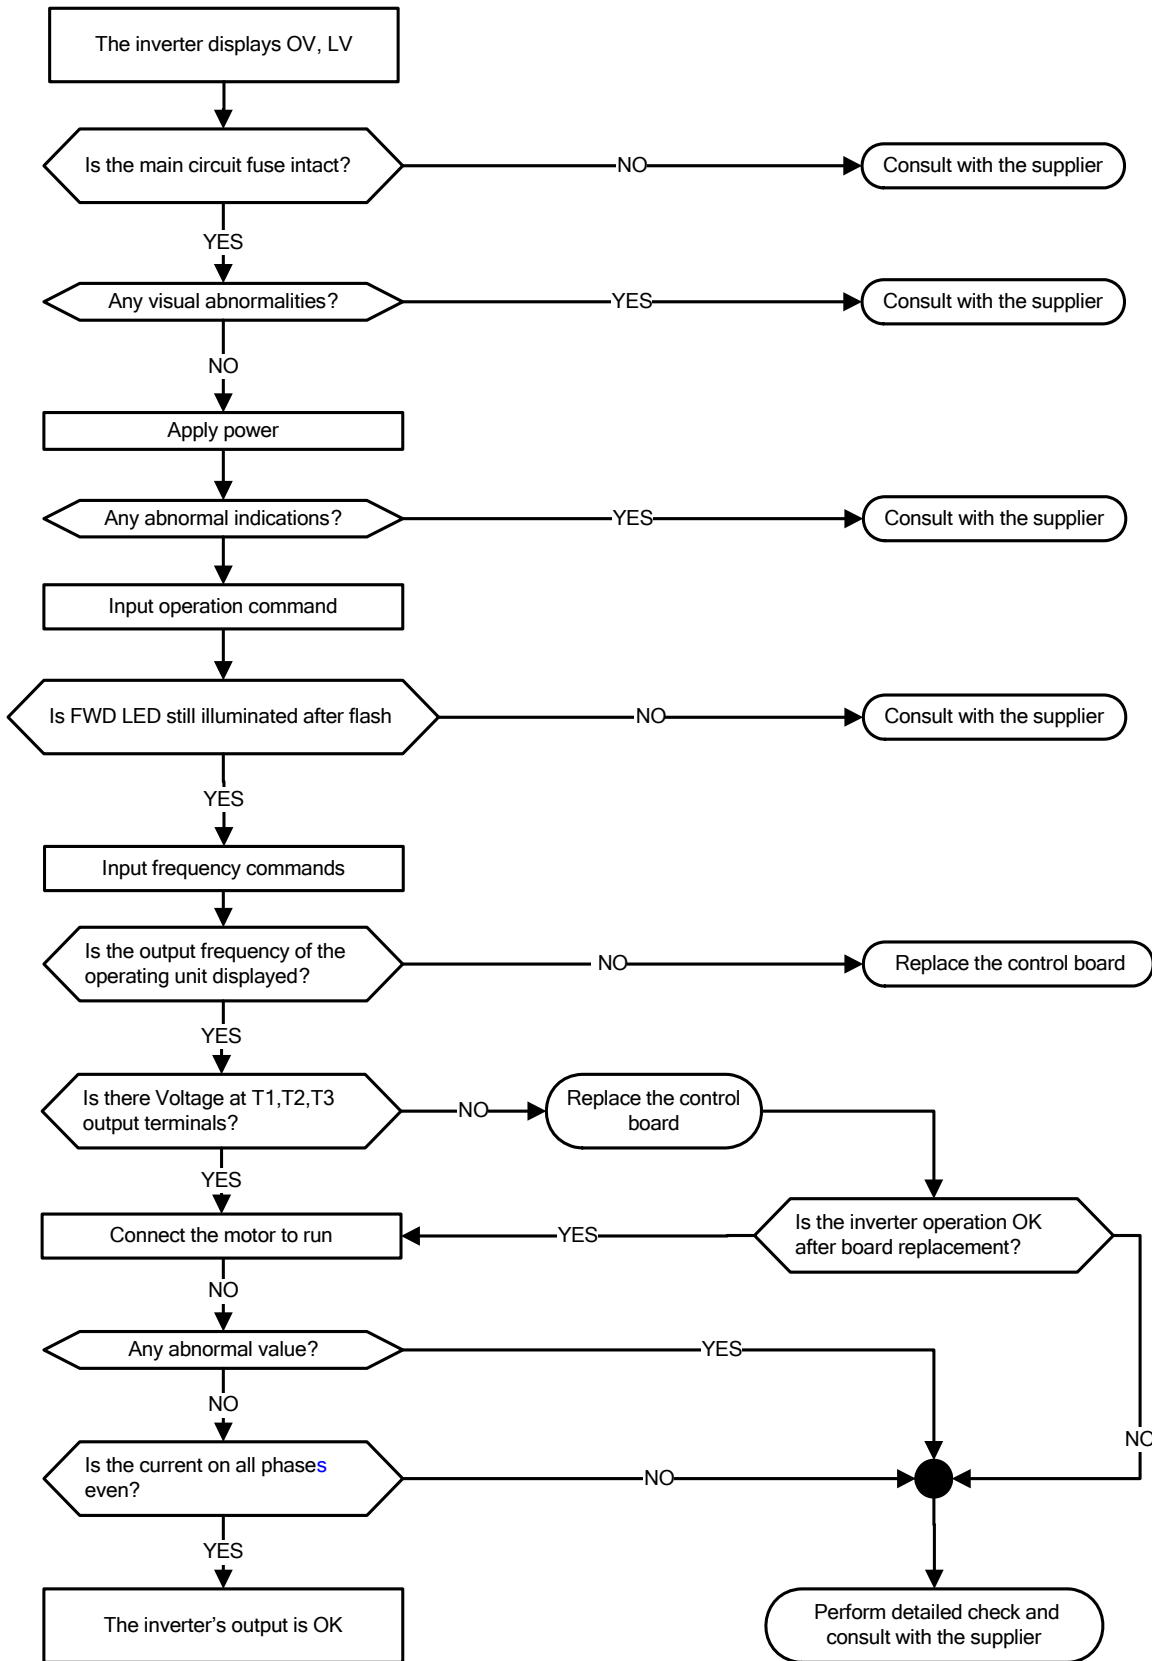 The inverter displays OV, LV
Is the main circuit fuse intact?
NO
Consult with the supplier
YES
Any visual abnormalities?
YES
Consult with the supplier
NO
Apply power
Any abnormal indications?
YES
Consult with the supplier
Input operation command
Is FWD LED still illuminated after flash
NO
Consult with the supplier
YES
Input frequency commands
Is the output frequency of the
operating unit displayed?
NO
Replace the control board
YES
Is there Voltage at T1,T2,T3
output terminals?
NO
Replace the control
board
YES
Connect the motor to run
YES
Is the inverter operation OK
after board replacement?
NO
Any abnormal value?
YES
NO
NO
Is the current on all phases
even?
NO
YES
The inverter's output is OK
Perform detailed check and
consult with the supplier